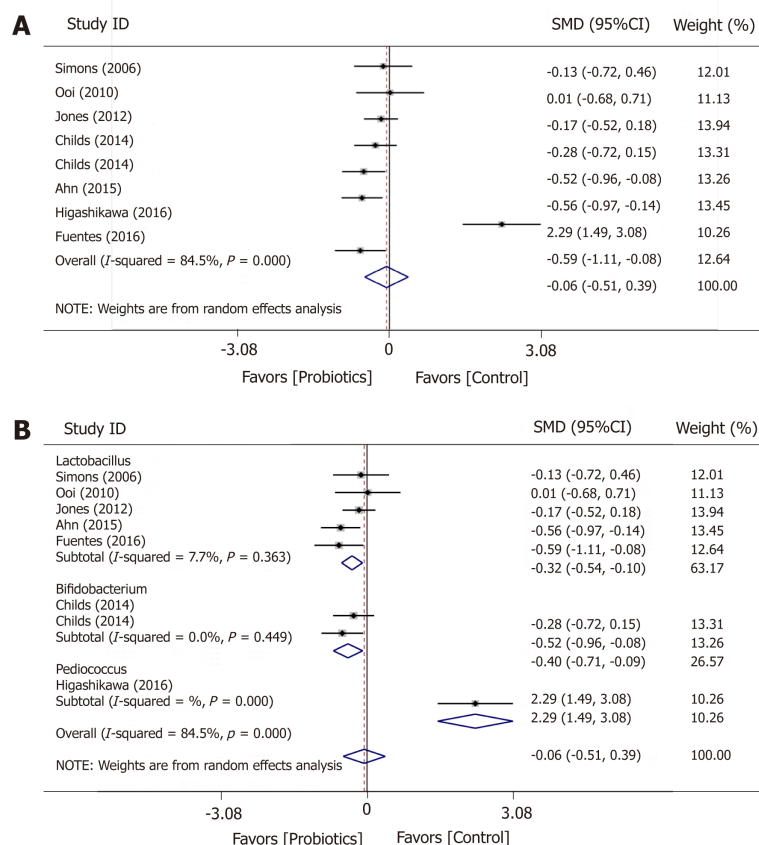 A
Study ID SMD (95%CI) Weight (%)
Simons (2006) -0.13 (-0.72, 0.46) 12.01
Ooi (2010) 0.01 (-0.68, 0.71) 11.13
Jones (2012) -0.17 (-0.52, 0.18) 13.94
Childs (2014) -0.28 (-0.72, 0.15) 13.31
Childs (2014) -0.52 (-0.96, -0.08) 13.26
Ahn (2015) -0.56 (-0.97, -0.14) 13.45
Higashikawa (2016) 2.29 (1.49, 3.08) 10.26
Fuentes (2016) -0.59 (-1.11, -0.08) 12.64
Overall (I-squared = 84.5%, P = 0.000) -0.06 (-0.51, 0.39) 100.00
NOTE: Weights are from random effects analysis
-3.08 0 3.08
Favors [Probiotics] Favors [Control]
B
Study ID SMD (95%CI) Weight (%)
Lactobacillus
Simons (2006) -0.13 (-0.72, 0.46) 12.01
Ooi (2010) 0.01 (-0.68, 0.71) 11.13
Jones (2012) -0.17 (-0.52, 0.18) 13.94
Ahn (2015) -0.56 (-0.97, -0.14) 13.45
Fuentes (2016) -0.59 (-1.11, -0.08) 12.64
Subtotal (I-squared = 7.7%, P = 0.363) -0.32 (-0.54, -0.10) 63.17
Bifidobacterium
Childs (2014) -0.28 (-0.72, 0.15) 13.31
Childs (2014) -0.52 (-0.96, -0.08) 13.26
Subtotal (I-squared = 0.0%, P = 0.449) -0.40 (-0.71, -0.09) 26.57
Pediococcus
Higashikawa (2016) 2.29 (1.49, 3.08) 10.26
Subtotal (I-squared = %, P = 0.000) 2.29 (1.49, 3.08) 10.26
Overall (I-squared = 84.5%, p = 0.000) -0.06 (-0.51, 0.39) 100.00
NOTE: Weights are from random effects analysis
-3.08 0 3.08
Favors [Probiotics] Favors [Control]